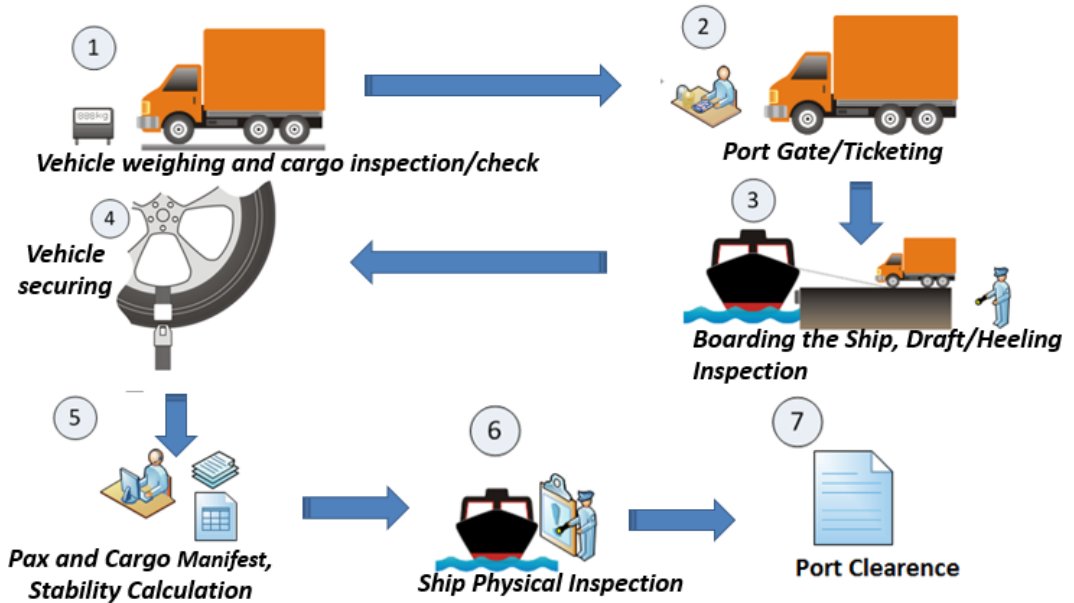 1
888kg
Vehicle weighing and cargo inspection/check
2
Port Gate/Ticketing
3
Boarding the Ship, Draft/Heeling
Inspection
4
Vehicle
securing
5
Pax and Cargo Manifest,
Stability Calculation
6
Ship Physical Inspection
7
Port Clearence